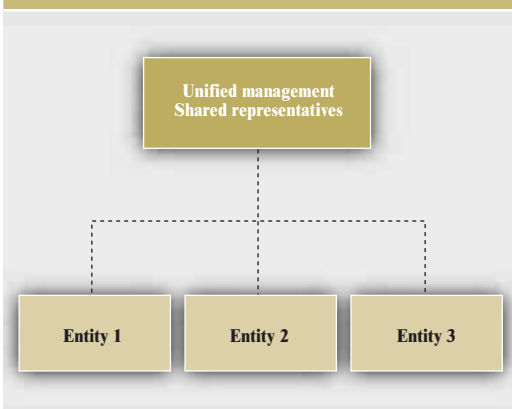 Unified management
Shared representatives
Entity 1
Entity 2
Entity 3